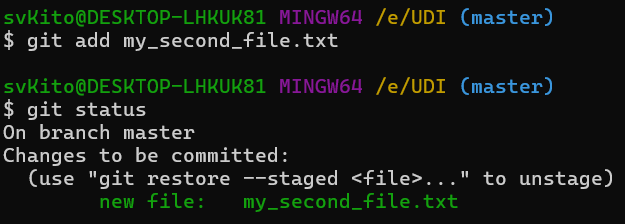 svKito@DESKTOP-LHKUK81 MINGW64 /e/UDI (master)
$ git add my_second_file.txt
svKito@DESKTOP-LHKUK81 MINGW64 /e/UDI (master)
$ git status
On branch master
Changes to be committed:
(use "git restore --staged <file>..." to unstage)
new file: my_second_file.txt